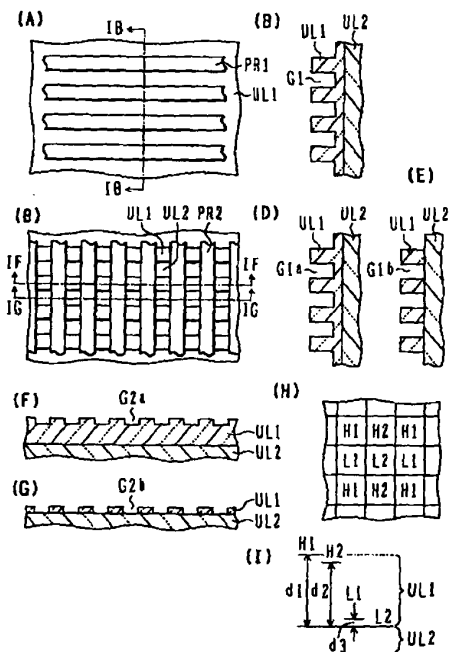 (A)
IB
PR1
UL1
IB
(B)
UL2
UL1
G1
(E)
(B)
UL1 UL2 PR2
IF IF
IG IG
(D)
UL2
UL1
G1a
UL2
UL1
G1b
(F)
G2a
UL1
UL2
(G)
G2b
UL1
UL2
(H)
H1 H2 H1
L1 L2 L1
H1 H2 H1
(I)
H1
H2
d1 d2
L1
L2
d3
UL1
UL2